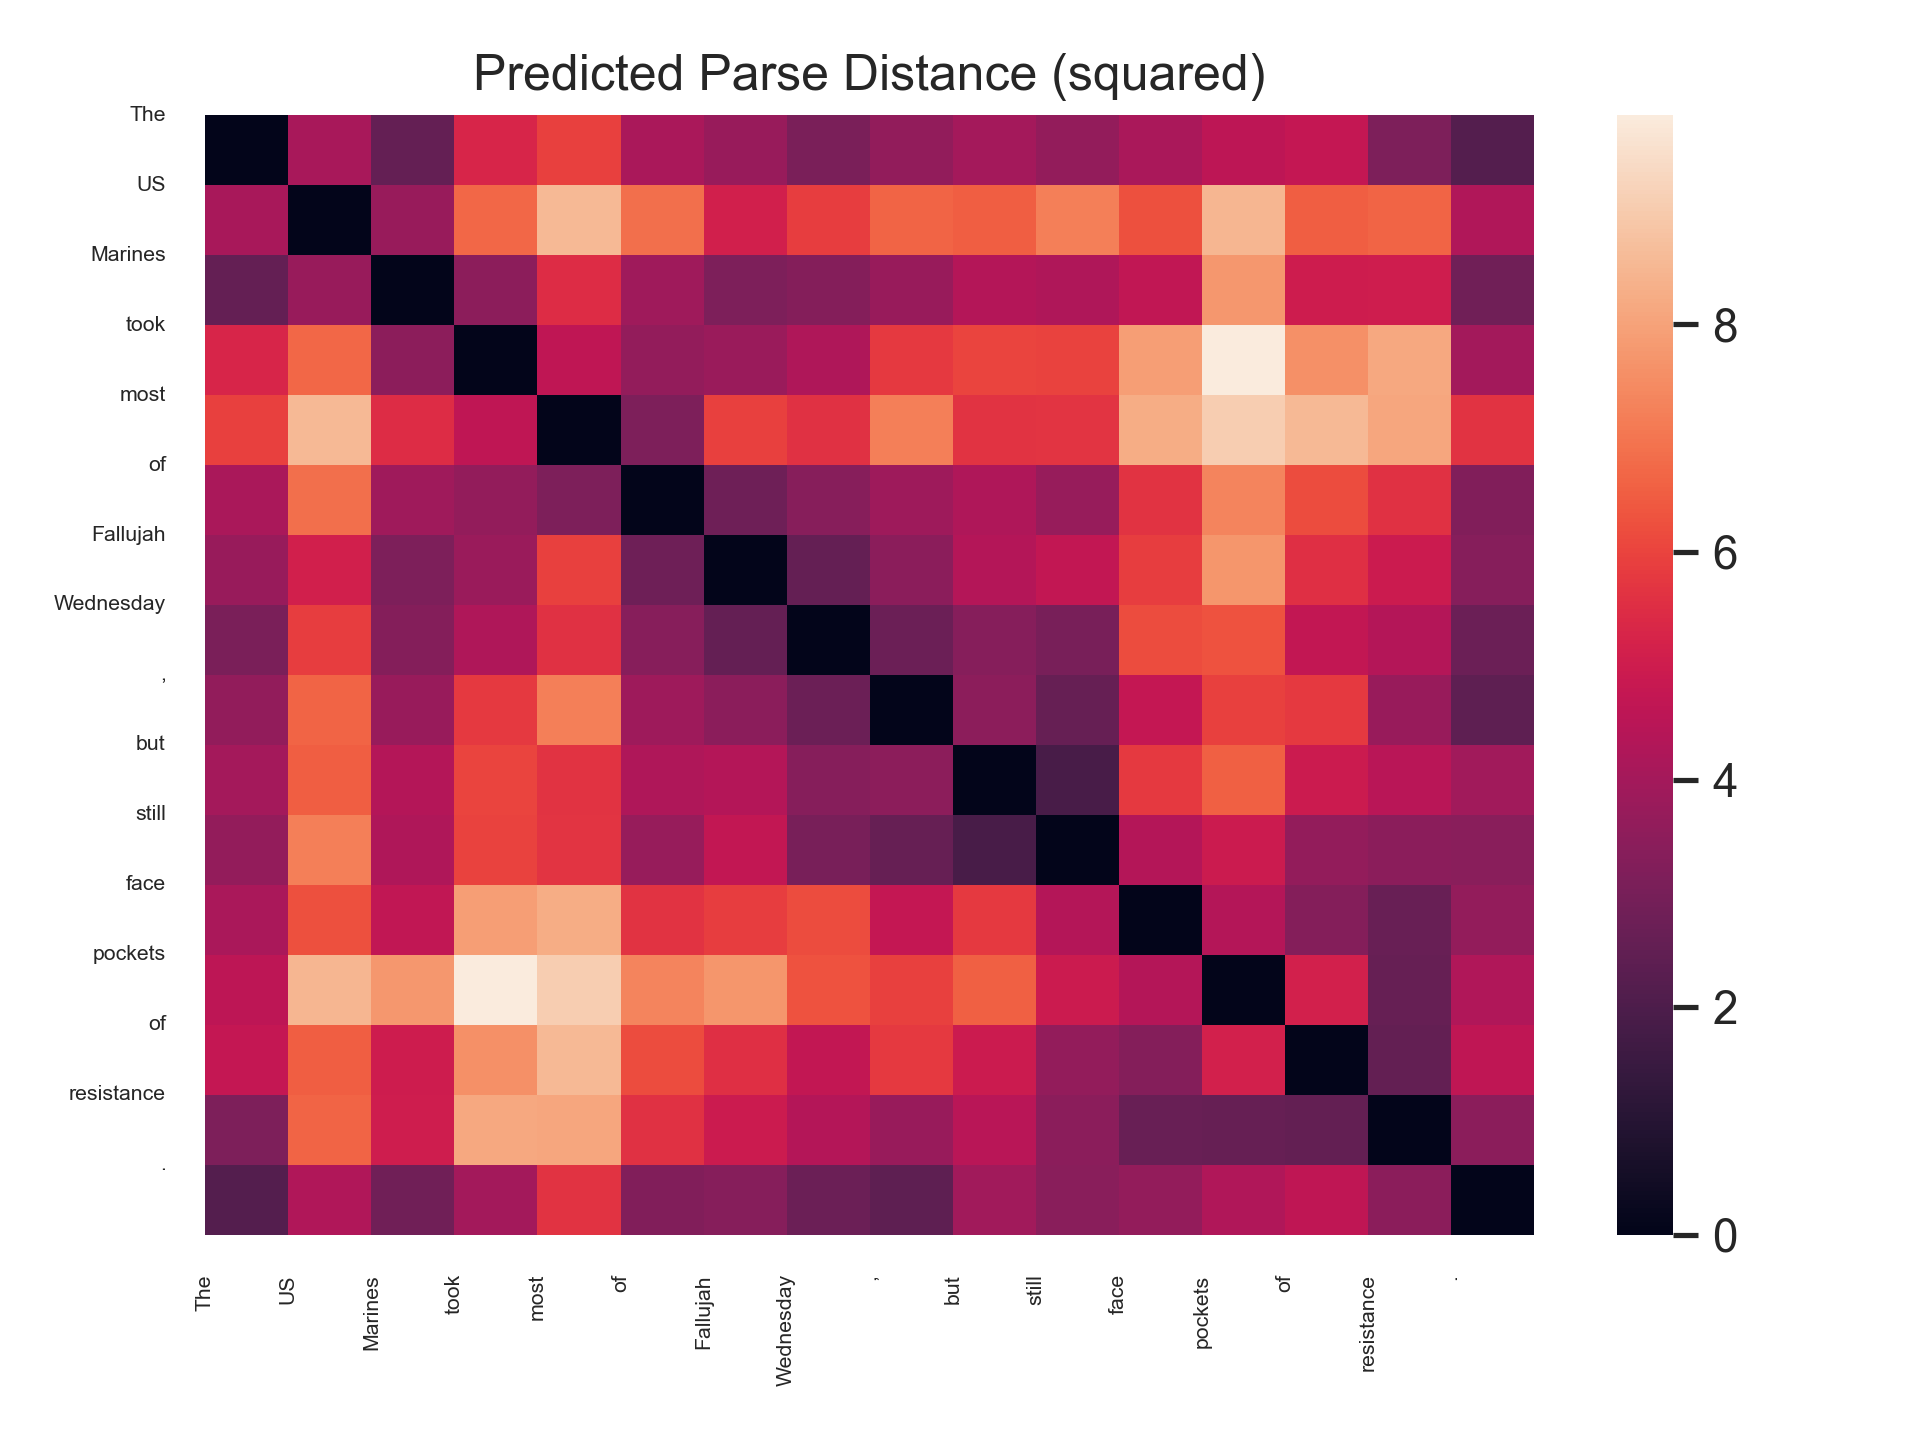 Predicted Parse Distance (squared)
The
US
Marines
took
most
of
Fallujah
Wednesday
,
but
still
face
pockets
of
resistance
.
8
6
4
2
0
The
US
Marines
took
most
of
Fallujah
Wednesday
,
but
still
face
pockets
of
resistance
.